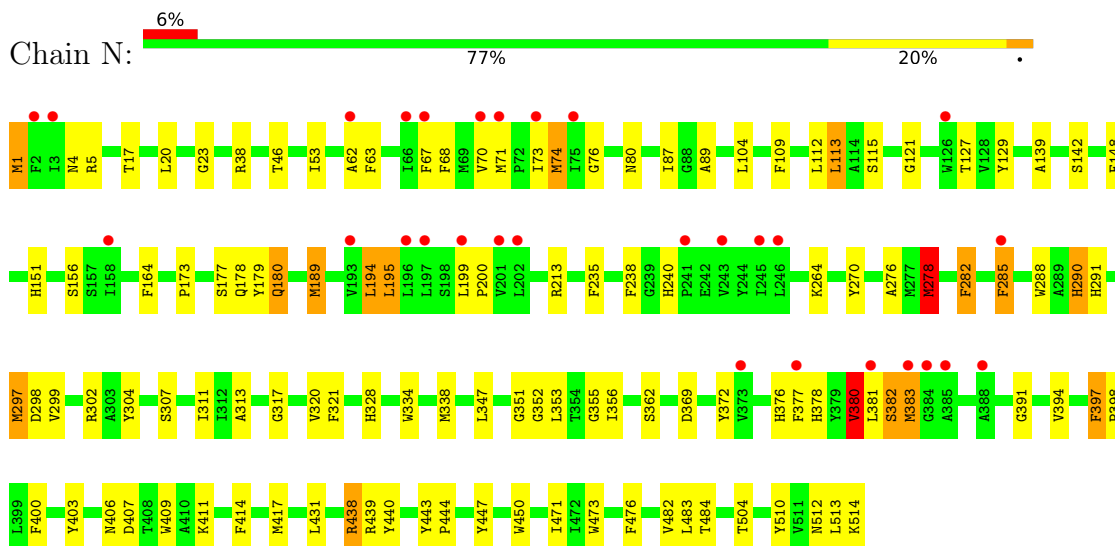 6%
Chain N:
77% 20% •
M1 F2 I3 N4 R5 T17 L20 G23 R38 T46 I53 A62 F63 I66 F67 F68 M69 V70 M71 P72 I73 M74 I75 G76 N80 I87 G88 A89 L104 F109 L112 L113 A114 S115 G121 W126 T127 V128 Y129 A139 S142
H151 S156 S157 I158 F164 P173 S177 Q178 Y179 Q180 M189 V193 L194 L195 L196 L197 S198 L199 P200 V201 L202 R213 F235 F238 G239 H240 P241 E242 V243 Y244 I245 L246 K264 Y270 A276 M277 M278 F282 F285 W288 A289 H290 H291
M297 D298 V299 R302 A303 Y304 S307 I311 I312 A313 G317 V320 F321 H328 W334 M338 L347 G351 G352 L353 T354 G355 I356 S362 D369 Y372 V373 H376 F377 H378 Y379 V380 L381 S382 M383 G384 A385 A388 G391 V394 F397
L399 F400 Y403 N406 D407 T408 W409 A410 K411 F414 M417 L431 R438 R439 Y440 Y443 P444 Y447 W450 I471 I472 W473 F476 V482 L483 T484 T504 Y510 V511 N512 L513 K514